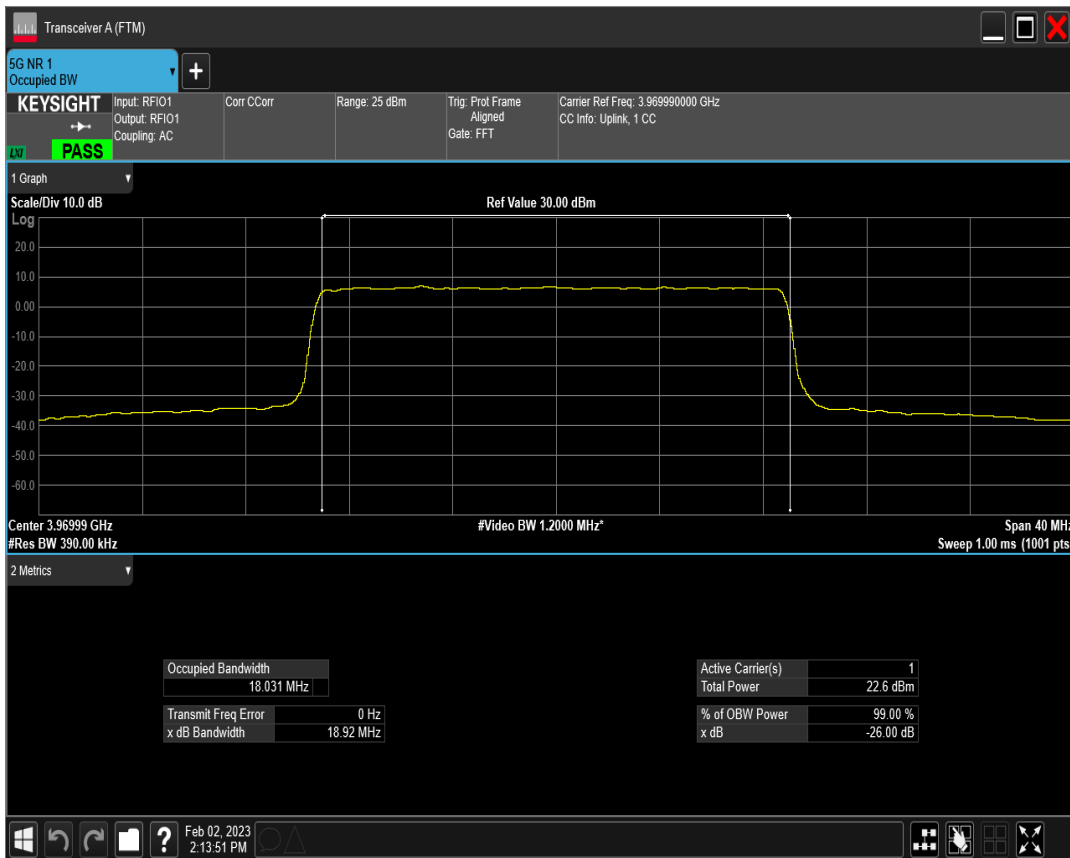 Transceiver A (FTM)
5G NR 1
Occupied BW
+
KEYSIGHT
LXI
PASS
Input: RFIO1
Output: RFIO1
Coupling: AC
Corr CCorr
Range: 25 dBm
Trig: Prot Frame
Aligned
Gate: FFT
Carrier Ref Freq: 3.969990000 GHz
CC Info: Uplink, 1 CC
1 Graph
Scale/Div 10.0 dB
Ref Value 30.00 dBm
Log
20.0
10.0
0.00
-10.0
-20.0
-30.0
-40.0
-50.0
-60.0
Center 3.96999 GHz
#Video BW 1.2000 MHz*
Span 40 MHz
#Res BW 390.00 kHz
Sweep 1.00 ms (1001 pts
2 Metrics
Occupied Bandwidth
18.031 MHz
Transmit Freq Error 0 Hz
x dB Bandwidth 18.92 MHz
Active Carrier(s) 1
Total Power 22.6 dBm
% of OBW Power 99.00 %
x dB -26.00 dB
?
Feb 02, 2023
2:13:51 PM